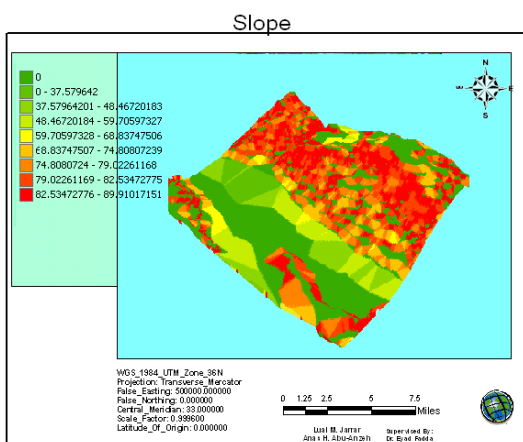 Slope
0
0 - 37.579642
37.57964201 - 48.46720183
48.46720184 - 59.70597327
59.70597328 - 68.83747506
68.83747507 - 74.80807239
74.8080724 - 79.02261168
79.02261169 - 82.53472775
82.53472776 - 89.91017151
N
E
S
WGS_1984_UTM_Zone_36N
Projection: Transverse_Mercator
False_Easting: 500000.000000
False_Northing: 0.000000
Central_Meridian: 33.000000
Scale_Factor: 0.999600
Latitude_Of_Origin: 0.000000
0 1.25 2.5 5 7.5
Miles
Luai M. Jarrar
Anas H. Abu-Anzeh
Supervised By:
Dr. Eyad Fadda